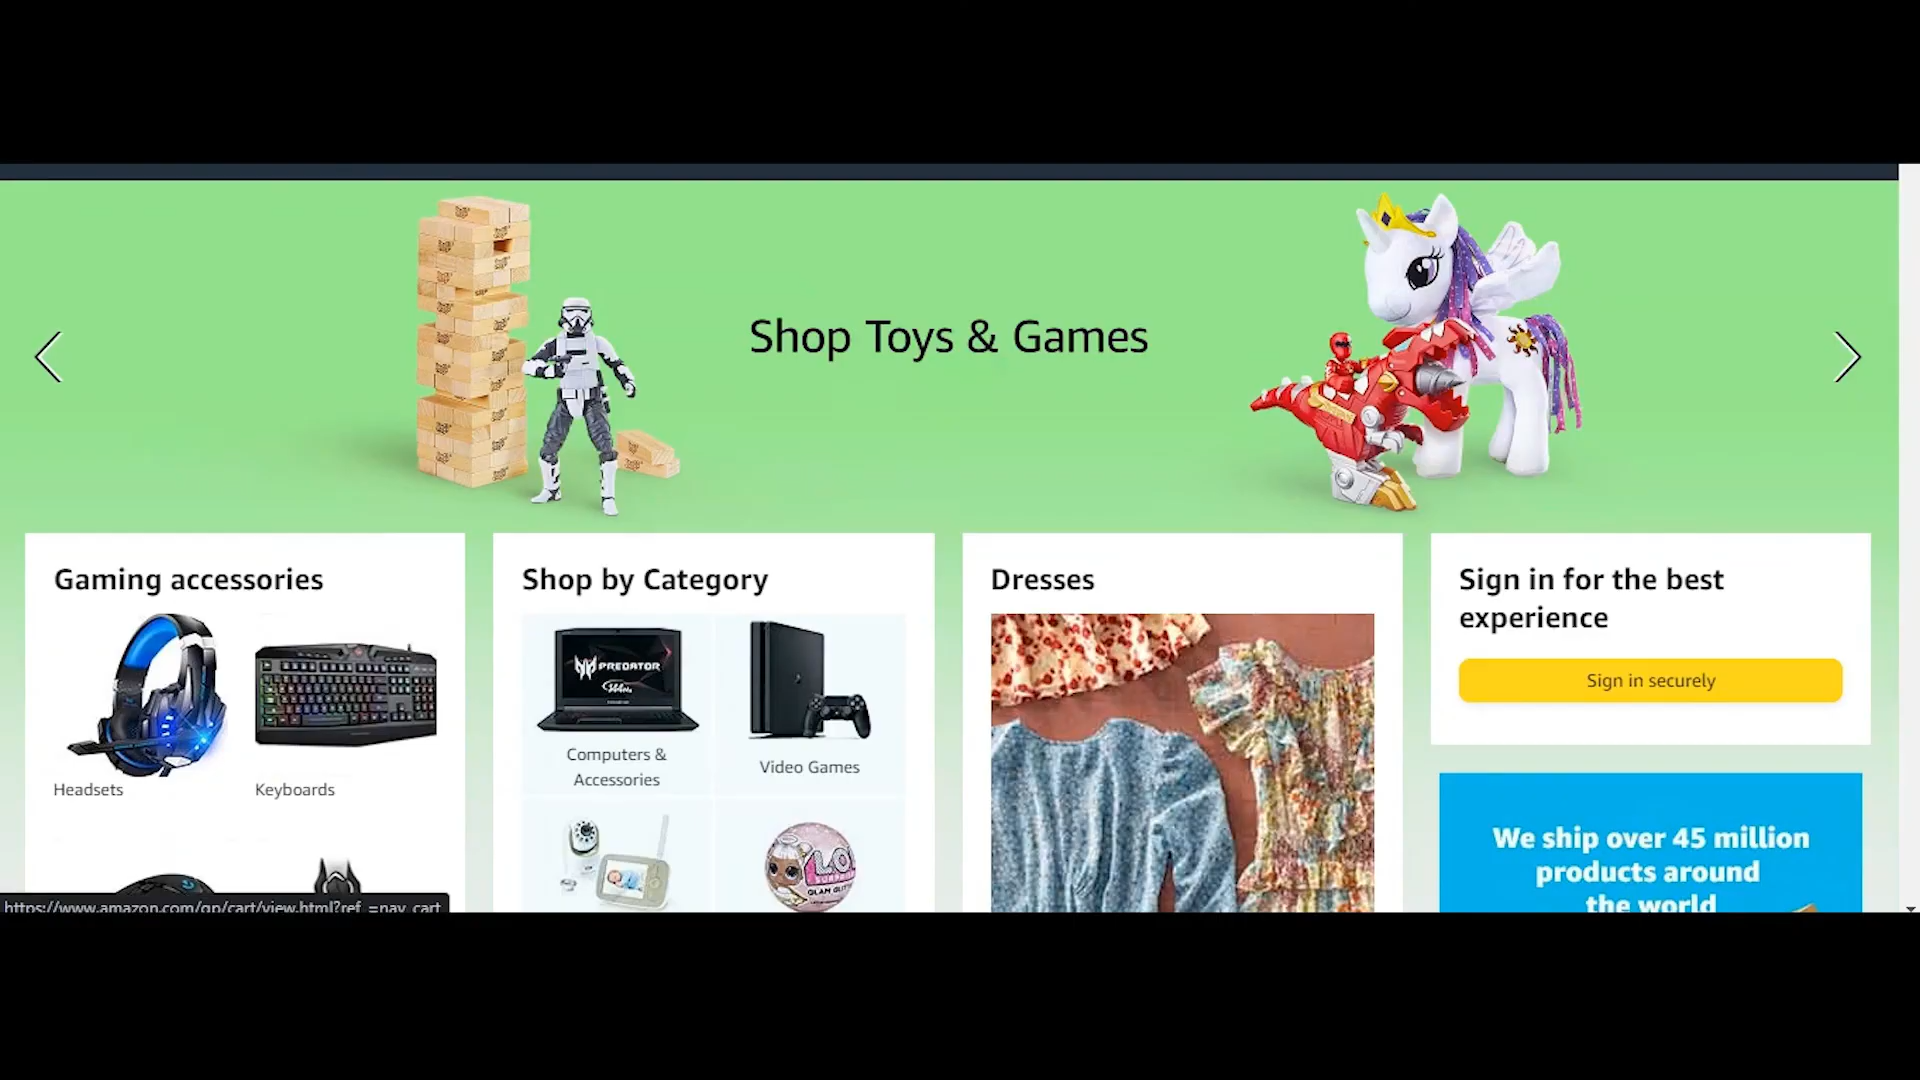 Shop Toys & Games
Gaming accessories
Headsets
Keyboards
Shop by Category
PREDATOR
Computers &
Accessories
Video Games
Dresses
Sign in for the best
experience
Sign in securely
We ship over 45 million
products around
the world
https://www.amazon.com/gp/cart/view.html?ref_=nav_cart